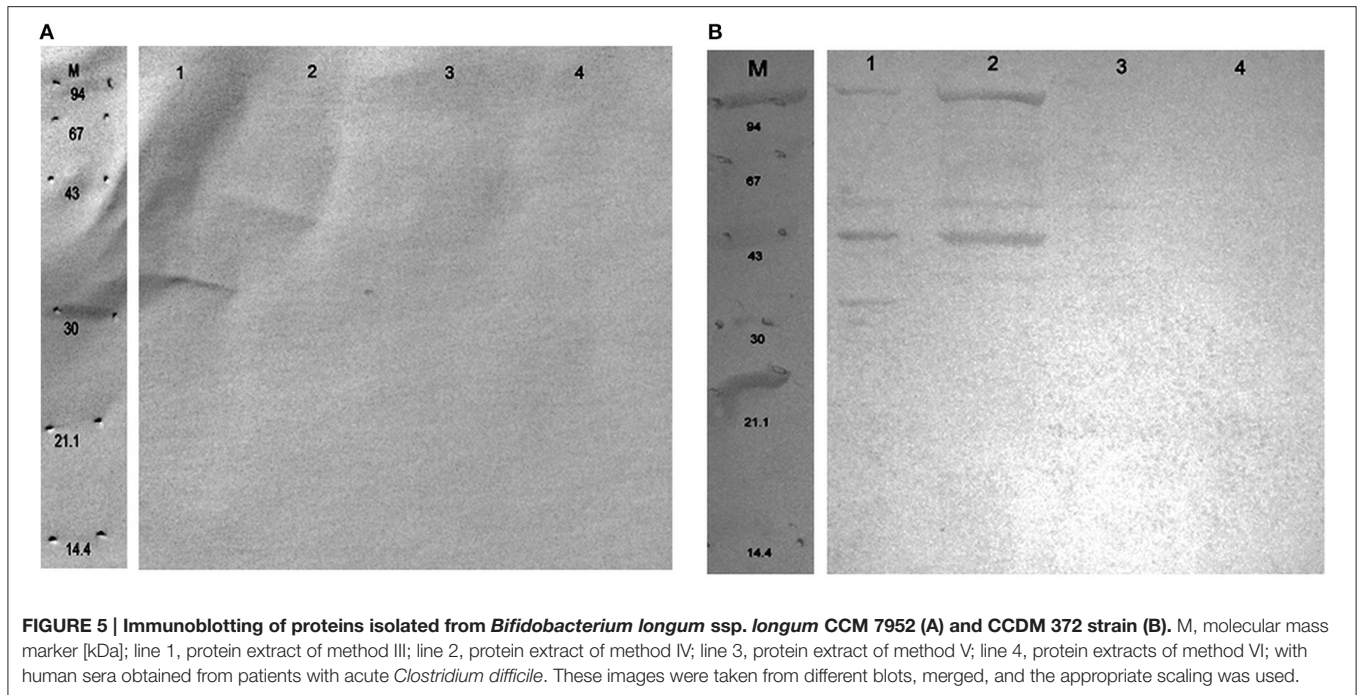 A
M
1
2
3
4
94
67
43
30
21.1
14.4
B
M
1
2
3
4
94
67
43
30
21.1
14.4
FIGURE 5 | Immunoblotting of proteins isolated from Bifidobacterium longum ssp. longum CCM 7952 (A) and CCDM 372 strain (B). M, molecular mass
marker [kDa]; line 1, protein extract of method III; line 2, protein extract of method IV; line 3, protein extract of method V; line 4, protein extracts of method VI; with
human sera obtained from patients with acute Clostridium difficile. These images were taken from different blots, merged, and the appropriate scaling was used.